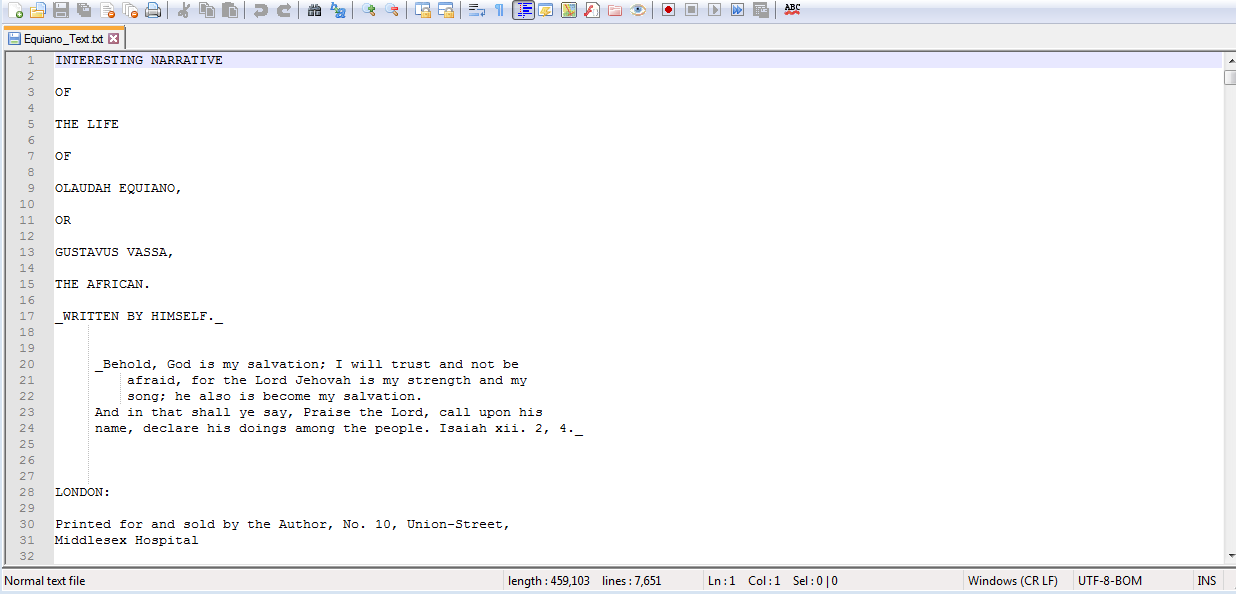 ABC
Equiano_Text.txt
1 INTERESTING NARRATIVE
2
3 OF
4
5 THE LIFE
6
7 OF
8
9 OLAUDAH EQUIANO,
10
11 OR
12
13 GUSTAVUS VASSA,
14
15 THE AFRICAN.
16
17 _WRITTEN BY HIMSELF._
18
19
20 _Behold, God is my salvation; I will trust and not be
21 afraid, for the Lord Jehovah is my strength and my
22 song; he also is become my salvation.
23 And in that shall ye say, Praise the Lord, call upon his
24 name, declare his doings among the people. Isaiah xii. 2, 4._
25
26
27
28 LONDON:
29
30 Printed for and sold by the Author, No. 10, Union-Street,
31 Middlesex Hospital
32
Normal text file length : 459,103 lines : 7,651 Ln : 1 Col : 1 Sel : 0 | 0 Windows (CR LF) UTF-8-BOM INS